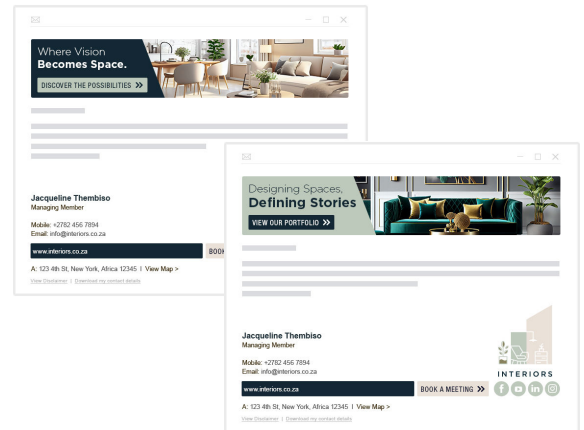 Where Vision
Becomes Space.
DISCOVER THE POSSIBILITIES >>
Jacqueline Thembiso
Managing Member
Mobile: +2782 456 7894
Email: info@interiors.co.za
www.interiors.co.za
BOOK
A: 123 4th St, New York, Africa 12345 | View Map >
View Disclaimer | Download my contact details
Designing Spaces,
Defining Stories
VIEW OUR PORTFOLIO >>
Jacqueline Thembiso
Managing Member
Mobile: +2782 456 7894
Email: info@interiors.co.za
INTERIORS
www.interiors.co.za
BOOK A MEETING >>
A: 123 4th St, New York, Africa 12345 | View Map >
View Disclaimer | Download my contact details